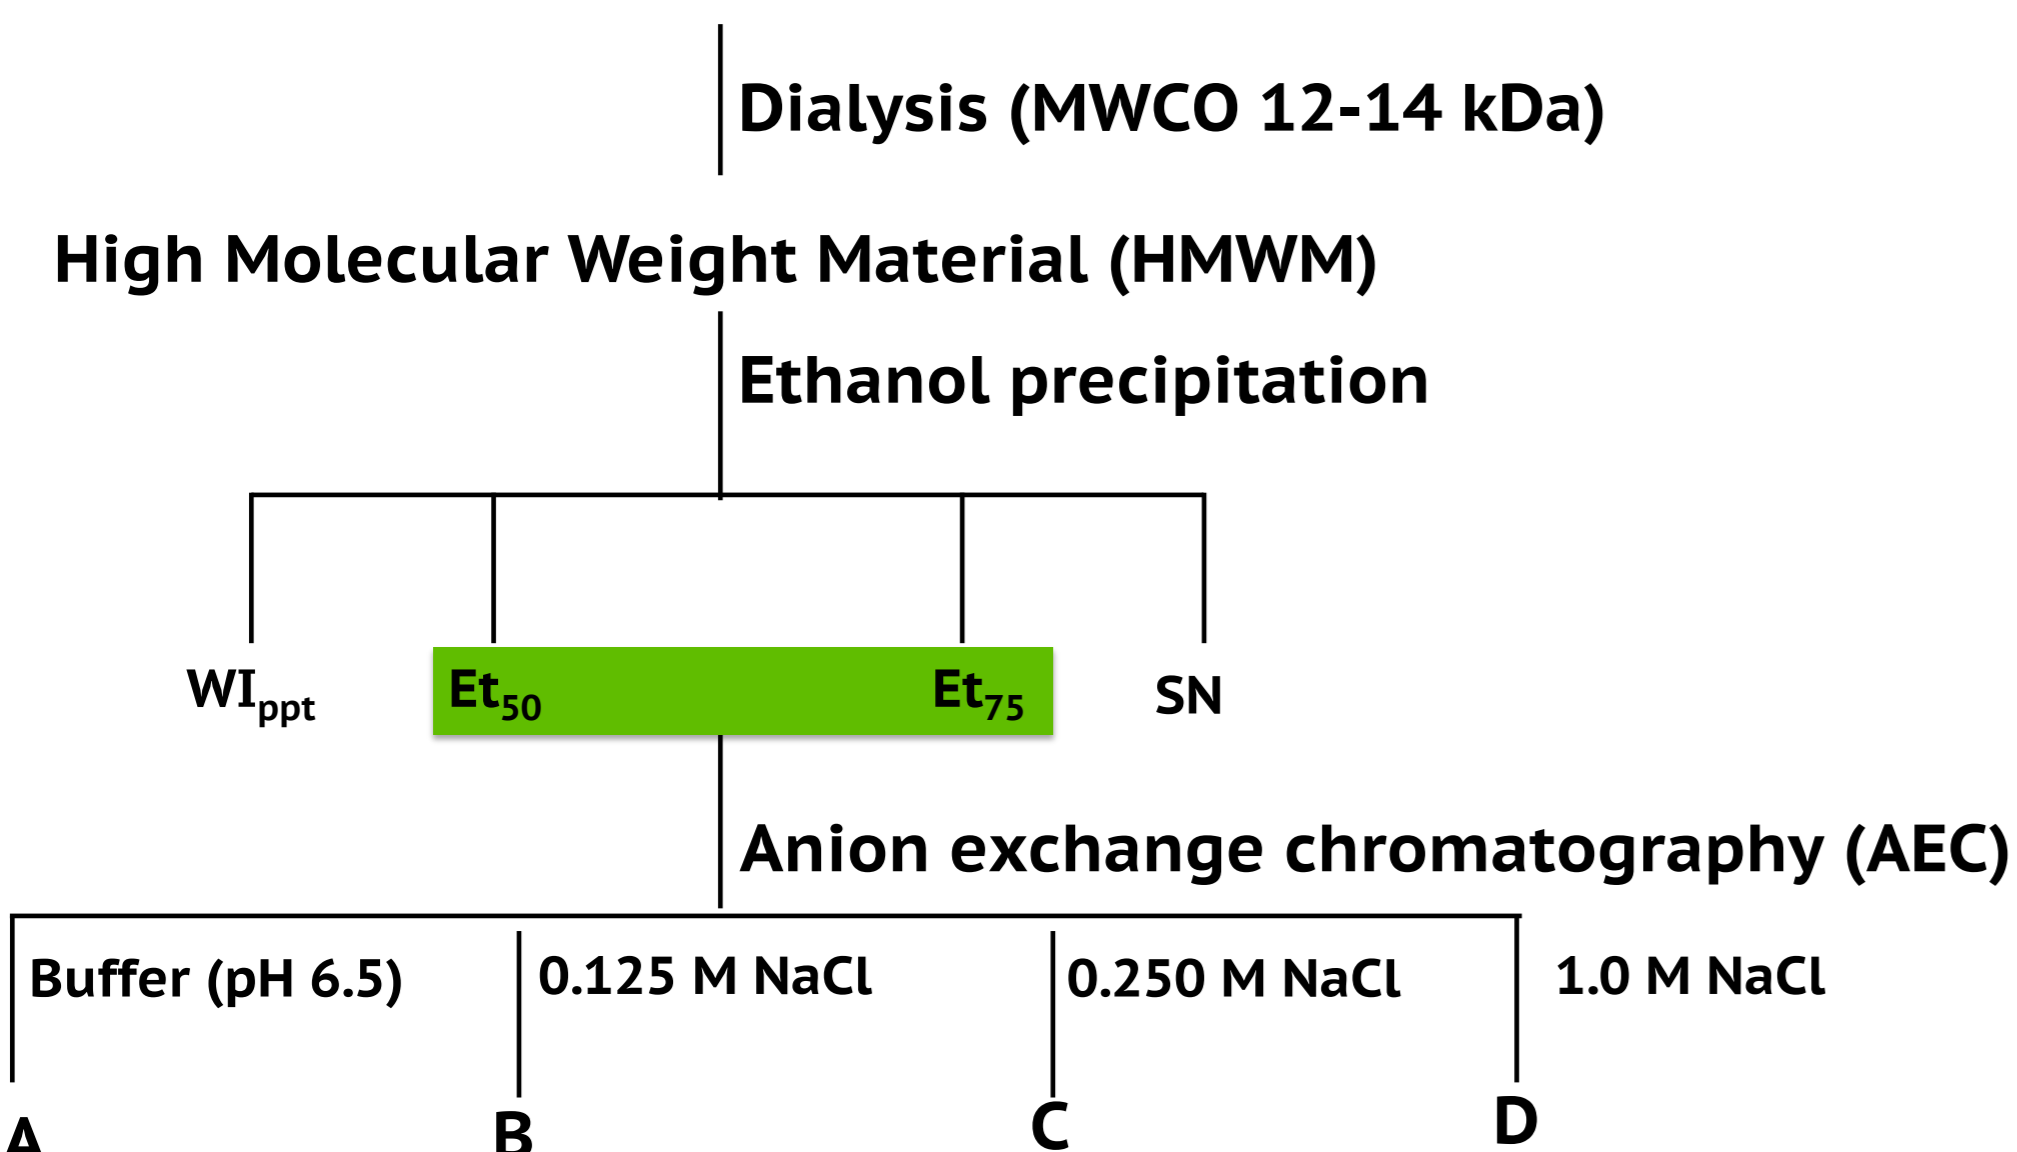 Dialysis (MWCO 12-14 kDa)
High Molecular Weight Material (HMWM)
Ethanol precipitation
WIppt Et50 Et75 SN
Anion exchange chromatography (AEC)
Buffer (pH 6.5) 0.125 M NaCl 0.250 M NaCl 1.0 M NaCl
A B C D